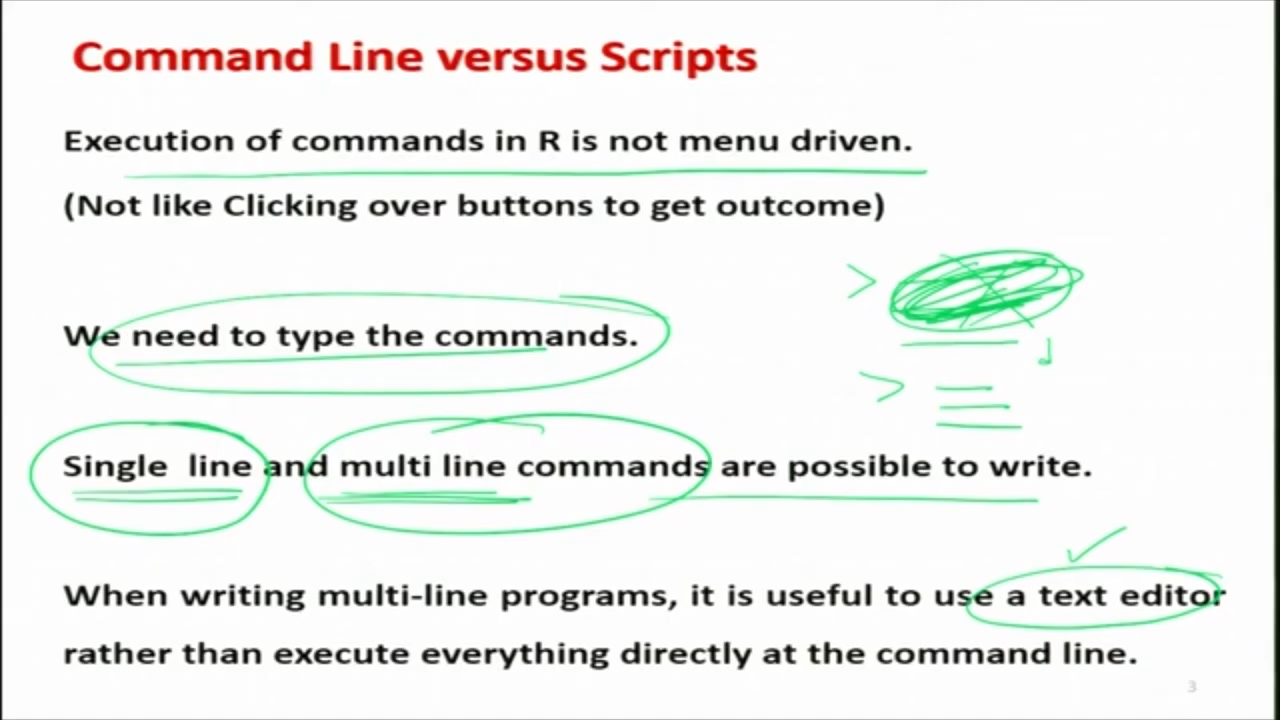 Command Line versus Scripts
Execution of commands in R is not menu driven.
(Not like Clicking over buttons to get outcome)
>
We need to type the commands.
>
Single line and multi line commands are possible to write.
When writing multi-line programs, it is useful to use a text editor
rather than execute everything directly at the command line.
3